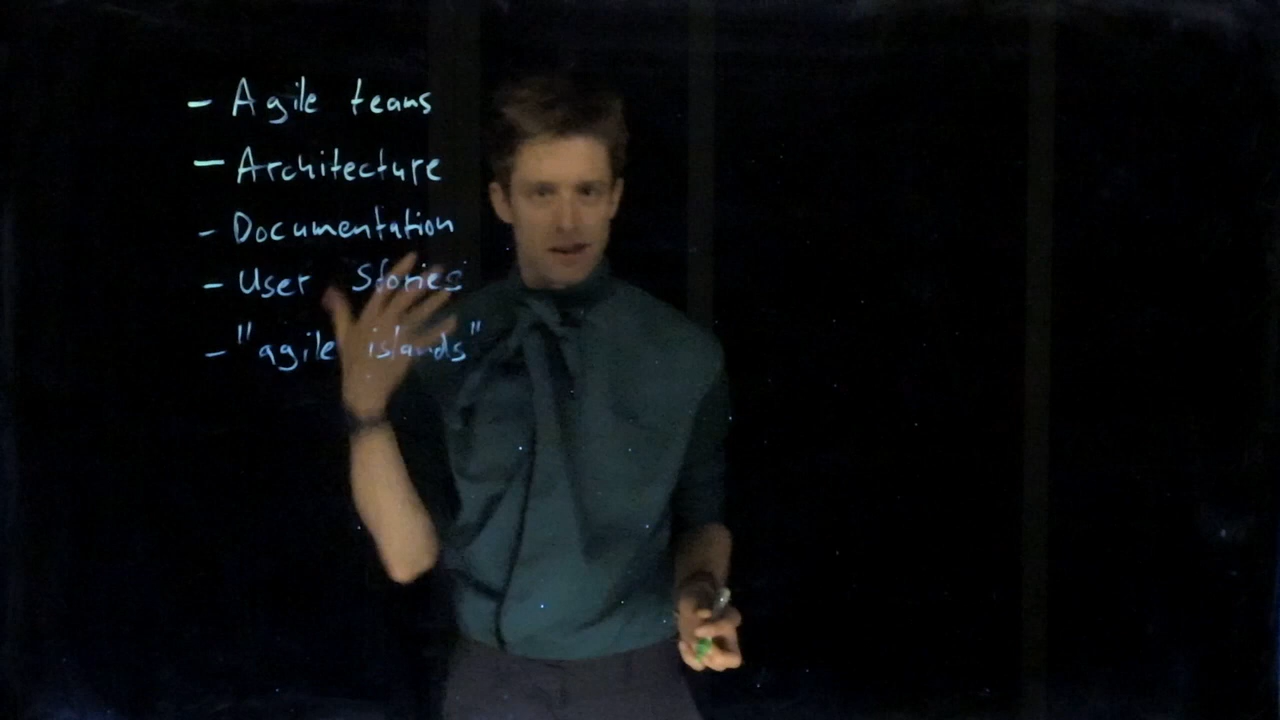 - Agile teams
- Architecture
- Documentation
- User Stories
- "agile islands"